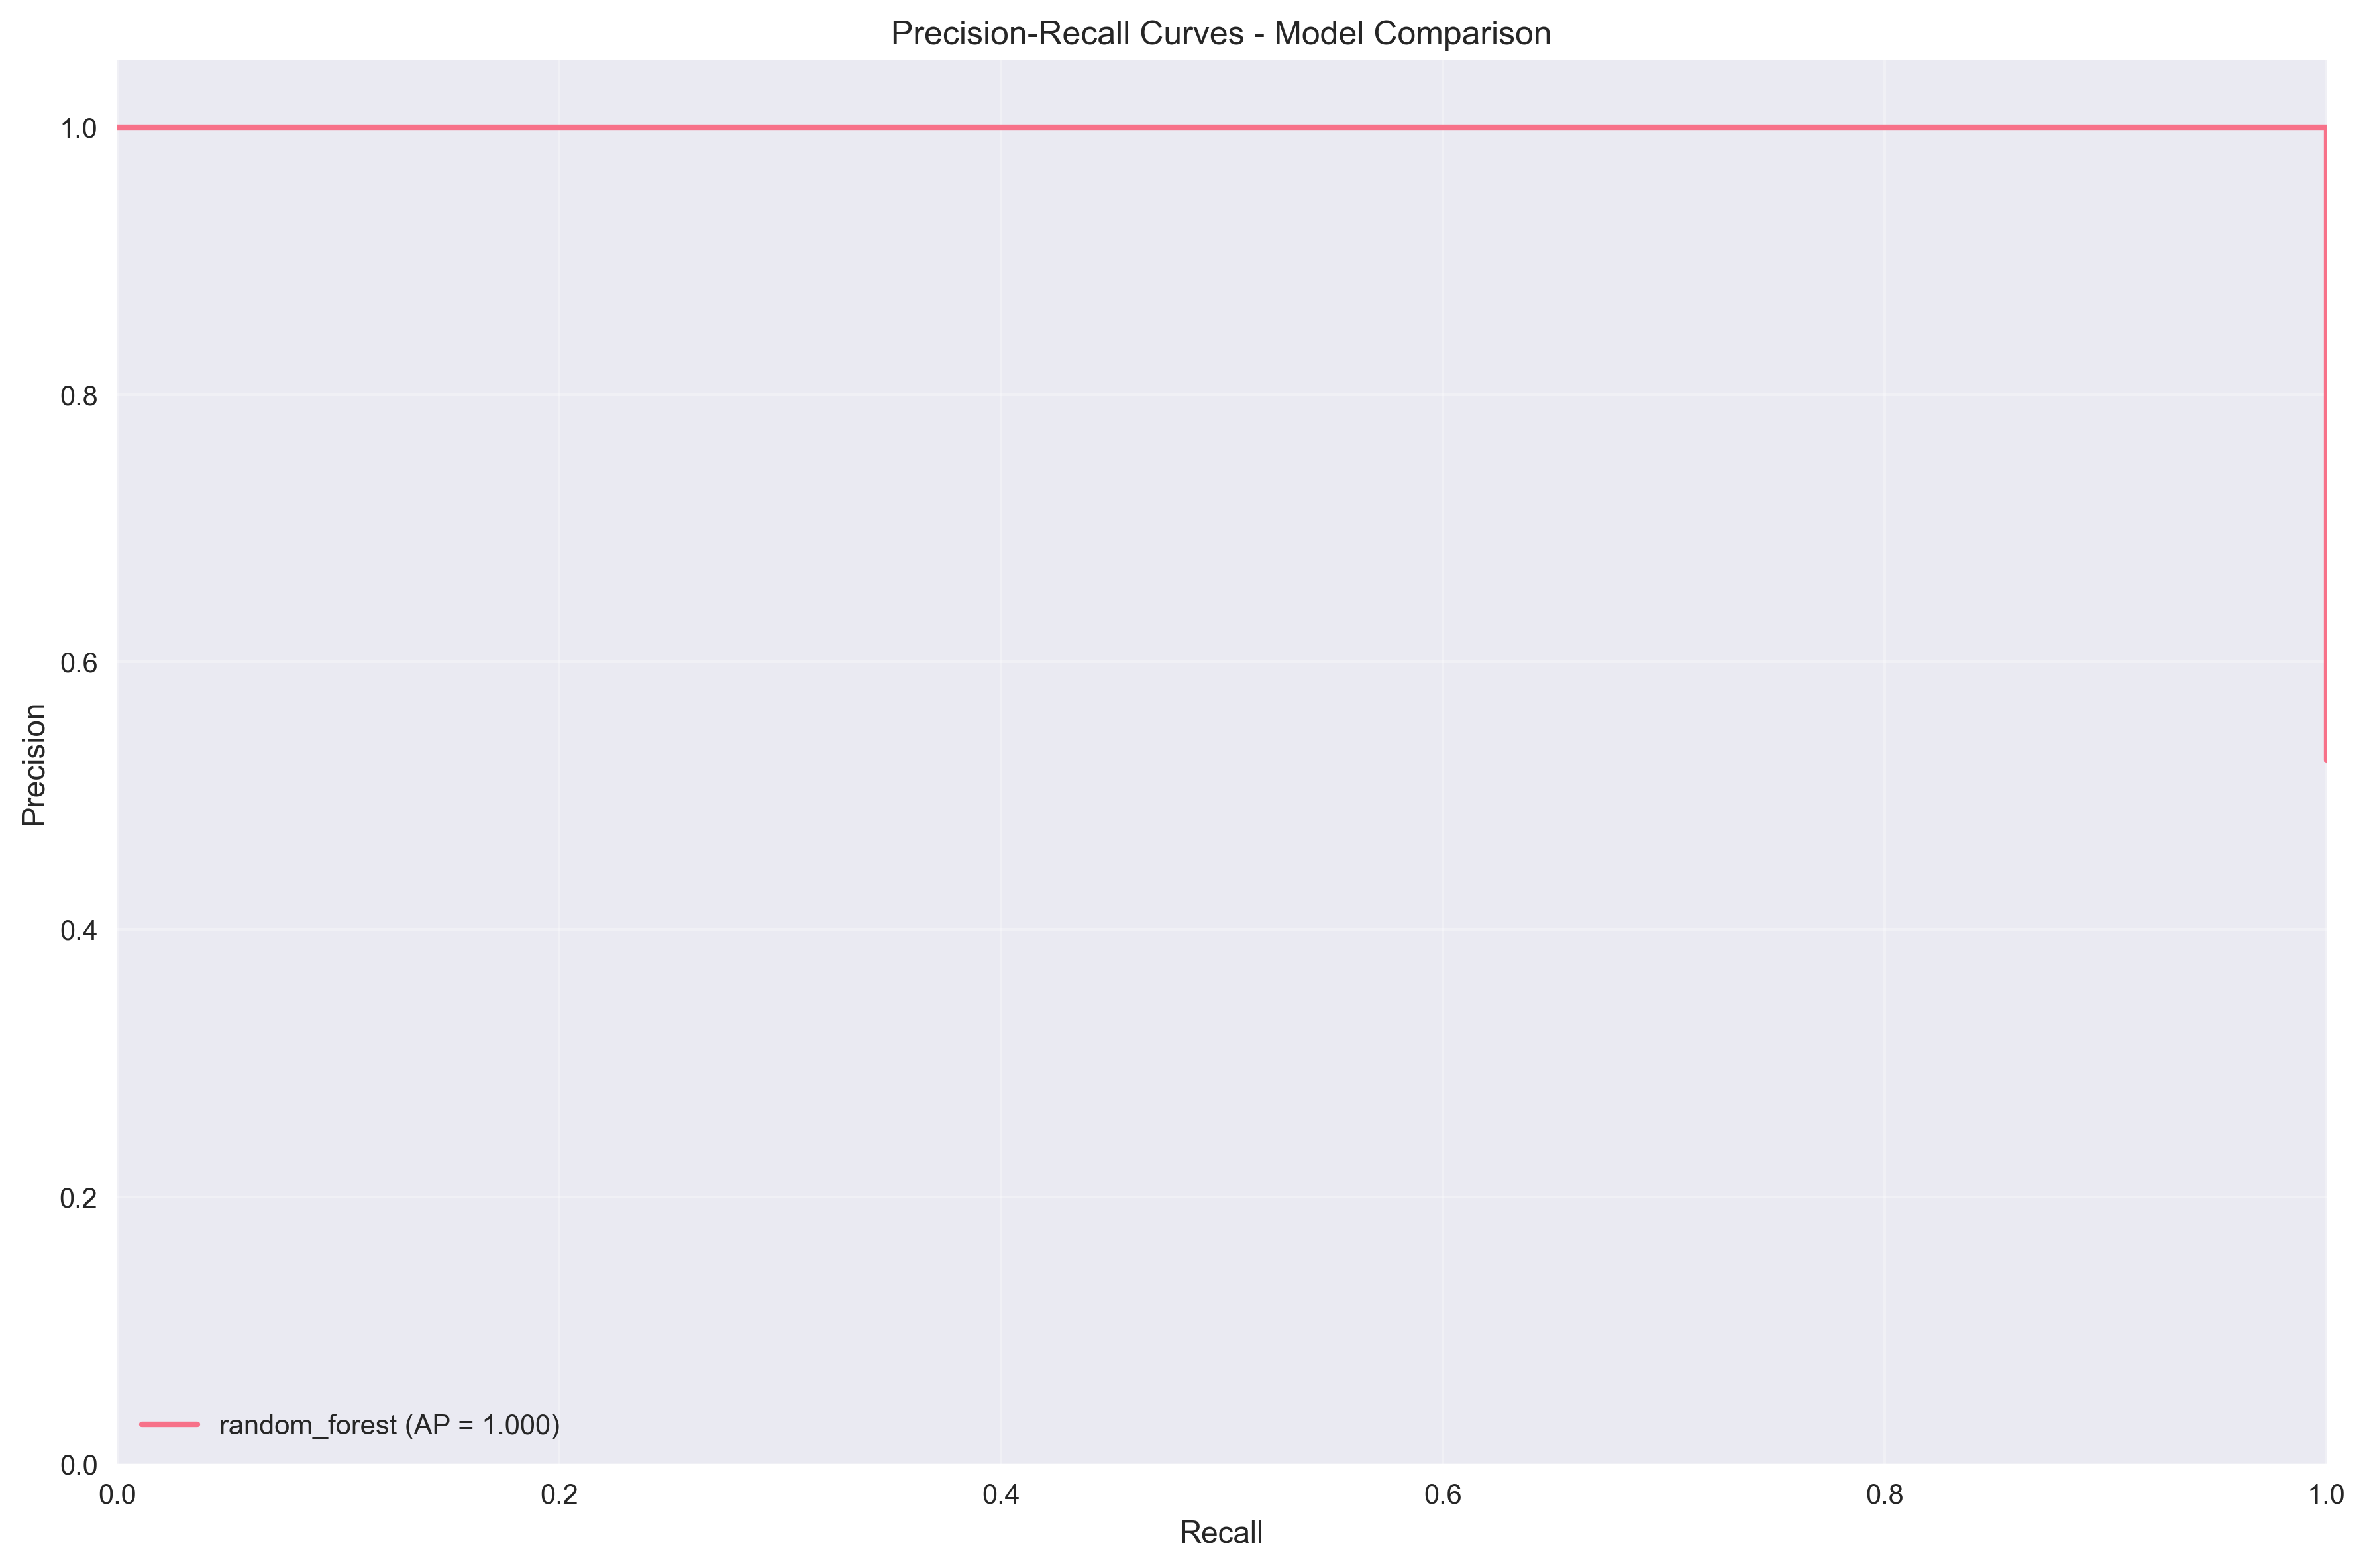 Precision-Recall Curves - Model Comparison
1.0
0.8
0.6
0.4
0.2
0.0
Precision
random_forest (AP = 1.000)
0.0 0.2 0.4 0.6 0.8 1.0
Recall